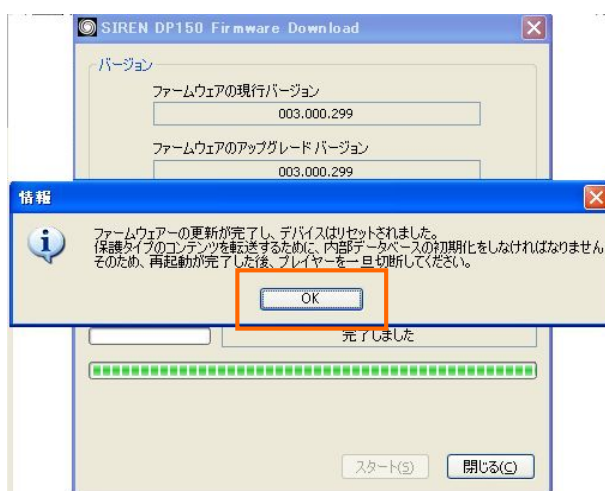 SIREN DP150 Firmware Download
バージョン
ファームウェアの現行バージョン
003.000.299
ファームウェアのアップグレード バージョン
003.000.299
情報
ファームウェアーの更新が完了し、デバイスはリセットされました。
保護タイプのコンテンツを転送するために、内部データベースの初期化をしなければなりません
そのため、再起動が完了した後、プレイヤーを一旦切断してください。
OK
完了しました
スタート(S)
閉じる(C)